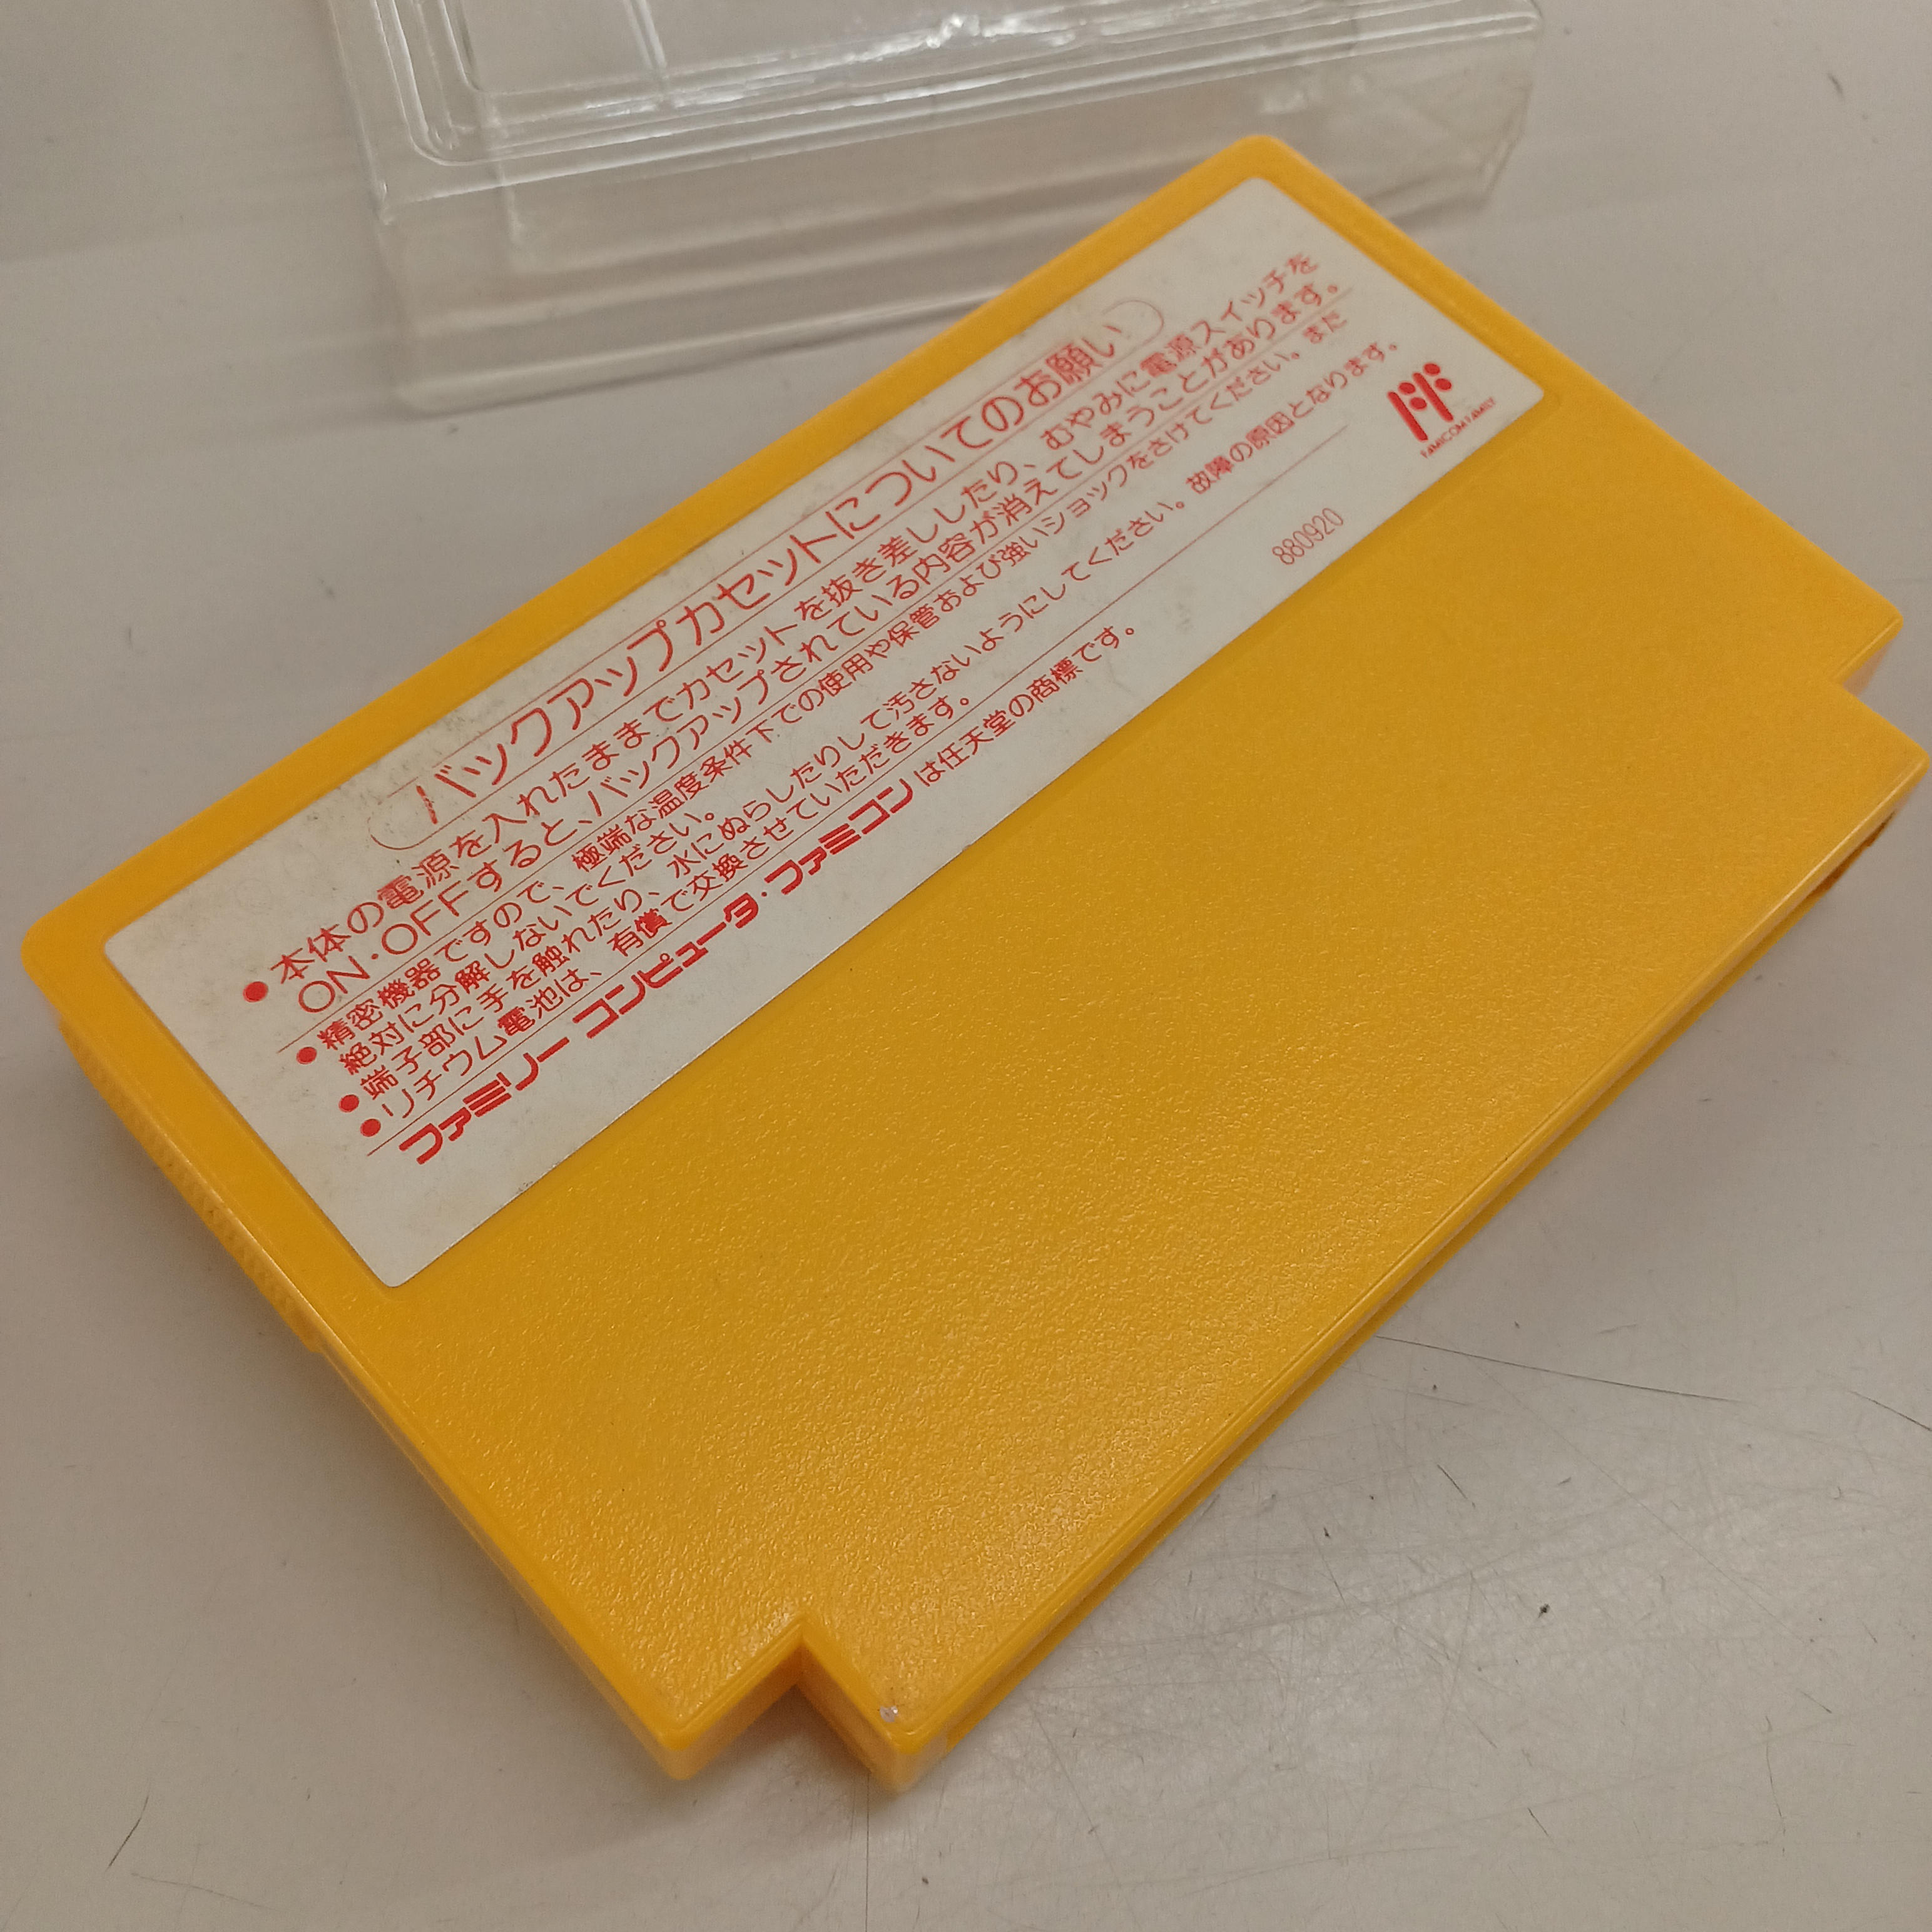 バックアップカセットについてのお願い
●本体の電源を入れたままでカセットを抜き差ししたり、むやみに電源スイッチを
ON・OFFすると、バックアップされている内容が消えてしまうことがあります。
●精密機器ですので、極端な温度条件下での使用や保管および強いショックをさけてください。また
絶対に分解しないでください。
●端子部に手を触れたり、水にぬらしたりして汚さないようにしてください。故障の原因となります。
●リチウム電池は、有償で交換させていただきます。
ファミリーコンピュータ・ファミコンは任天堂の商標です。
880920
FAMICOM FAMILY